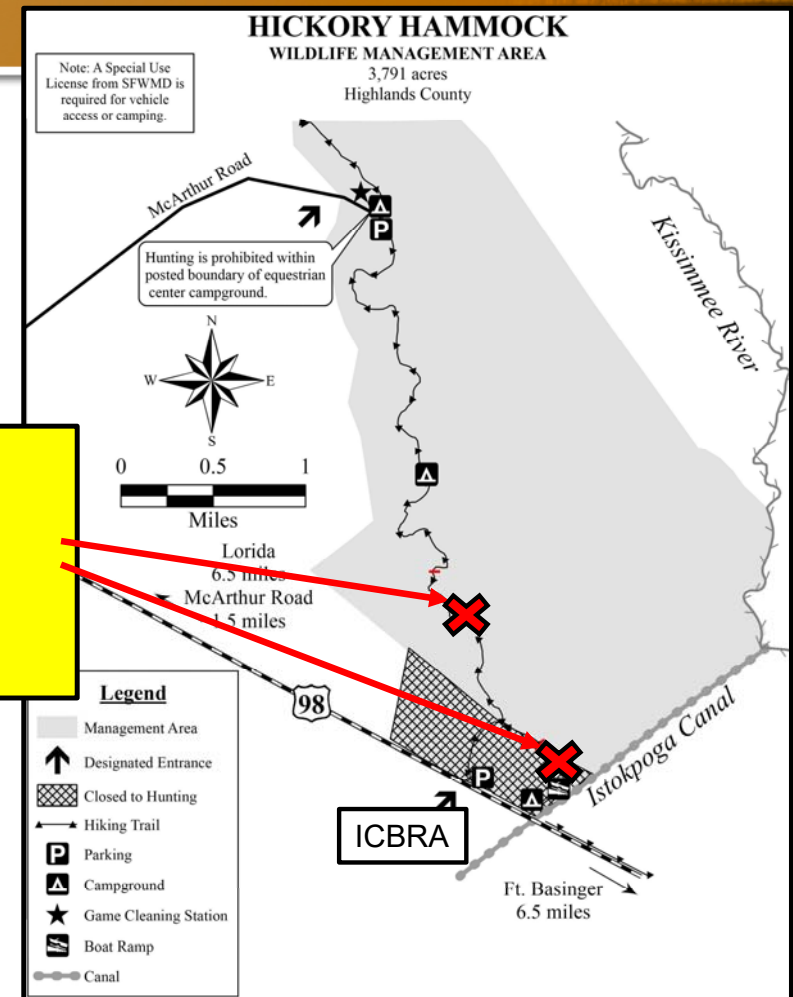 HICKORY HAMMOCK
WILDLIFE MANAGEMENT AREA
3,791 acres
Highlands County
Note: A Special Use
License from SFWMD is
required for vehicle
access or camping.
McArthur Road
P
Hunting is prohibited within
posted boundary of equestrian
center campground.
Kissimmee River
N
W E
S
0 0.5 1
Miles
Lorida
6.5 miles
McArthur Road
1.5 miles
98
P
Istokpoga Canal
ICBRA
Ft. Basinger
6.5 miles
Legend
Management Area
Designated Entrance
Closed to Hunting
Hiking Trail
P Parking
Campground
Game Cleaning Station
Boat Ramp
Canal